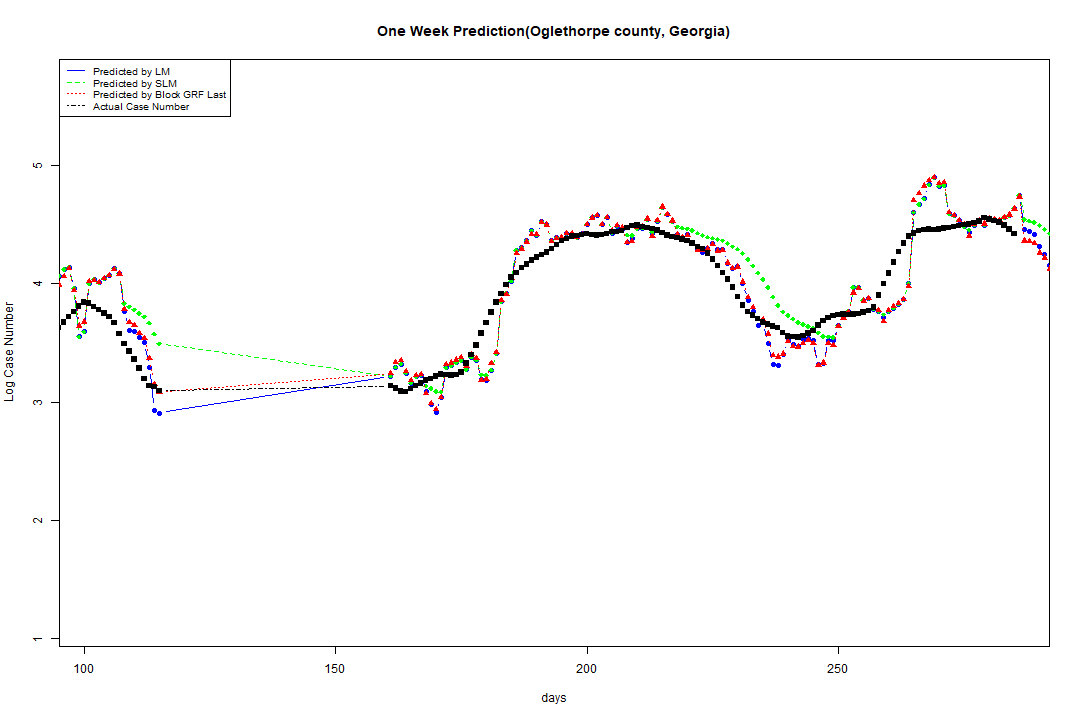 One Week Prediction(Oglethorpe county, Georgia)
Predicted by LM
Predicted by SLM
Predicted by Block GRF Last
Actual Case Number
Log Case Number
5
4
3
2
1
100 150 200 250
days